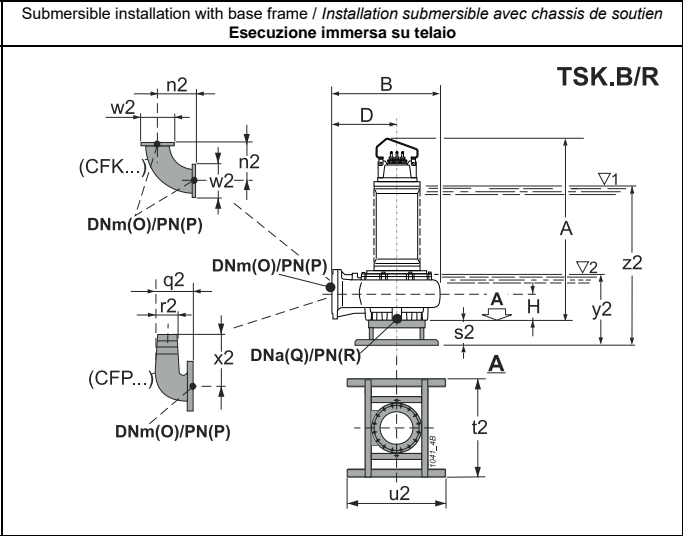 Submersible installation with base frame / Installation submersible avec chassis de soutien
Esecuzione immersa su telaio
TSK.B/R
n2
B
w2
D
n2
(CFK...)
w2
▽1
DNm(O)/PN(P)
A
z2
q2
DNm(O)/PN(P)
▽2
r2
A
H
y2
s2
x2
DNa(Q)/PN(R)
(CFP...)
A
DNm(O)/PN(P)
t2
1041_4B
u2